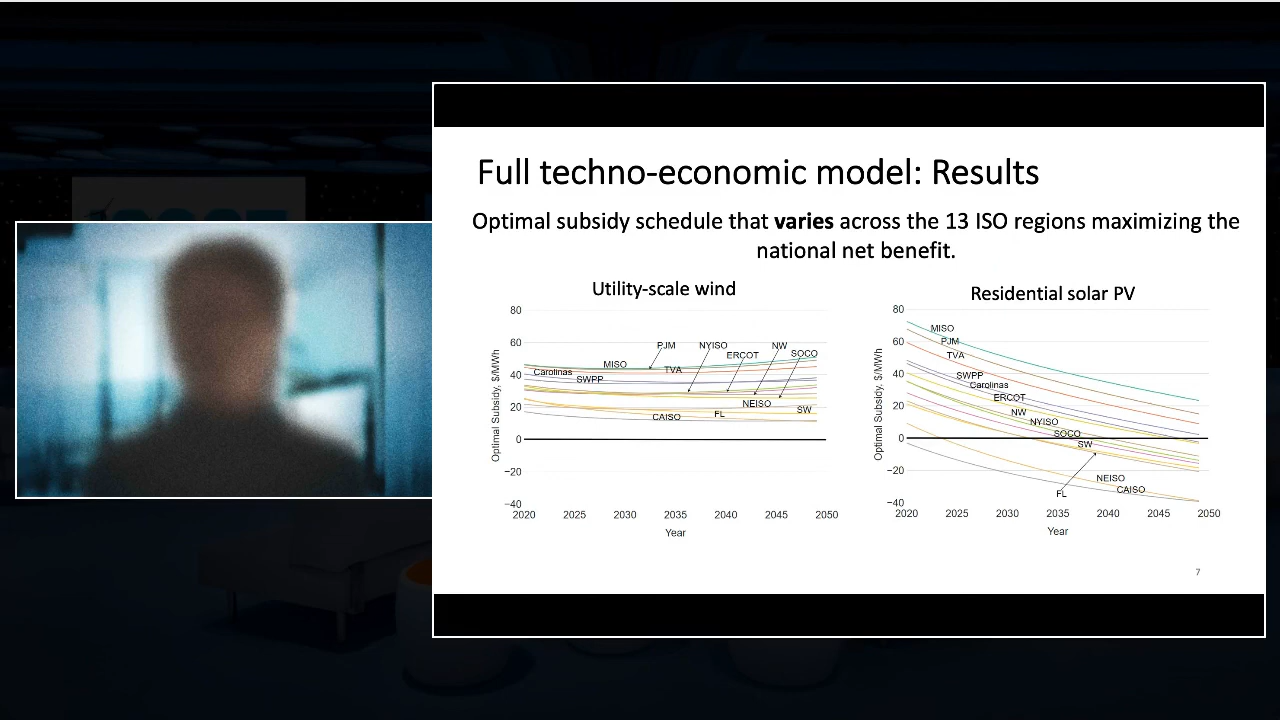 Full techno-economic model: Results
Optimal subsidy schedule that varies across the 13 ISO regions maximizing the
national net benefit.
Utility-scale wind
80
60
40
20
0
−20
−40
Optimal Subsidy, $/MWh
PJM
NYISO
NW
ERCOT
SOCO
MISO
TVA
Carolinas
SWPP
NEISO
SW
CAISO
FL
2020
2025
2030
2035
2040
2045
2050
Year
Residential solar PV
80
60
40
20
0
−20
−40
Optimal Subsidy, $/MWh
MISO
PJM
TVA
SWPP
Carolinas
ERCOT
NW
NYISO
SOCO
SW
NEISO
FL
CAISO
2020
2025
2030
2035
2040
2045
2050
Year
7